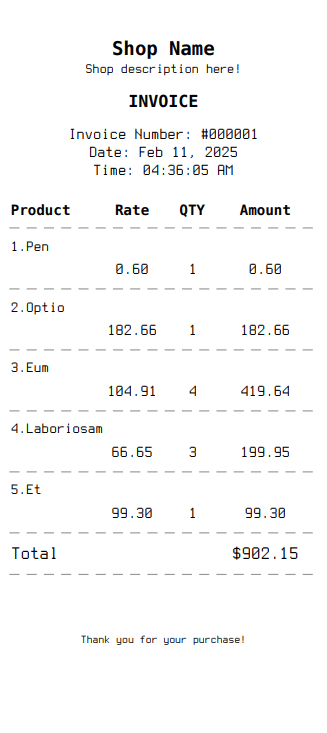 Shop Name
Shop description here!
INVOICE
Invoice Number: #000001
Date: Feb 11, 2025
Time: 04:36:05 AM
Product Rate QTY Amount
1.Pen
0.60 1 0.60
2.Optio
182.66 1 182.66
3.Eum
104.91 4 419.64
4.Laboriosam
66.65 3 199.95
5.Et
99.30 1 99.30
Total $902.15
Thank you for your purchase!